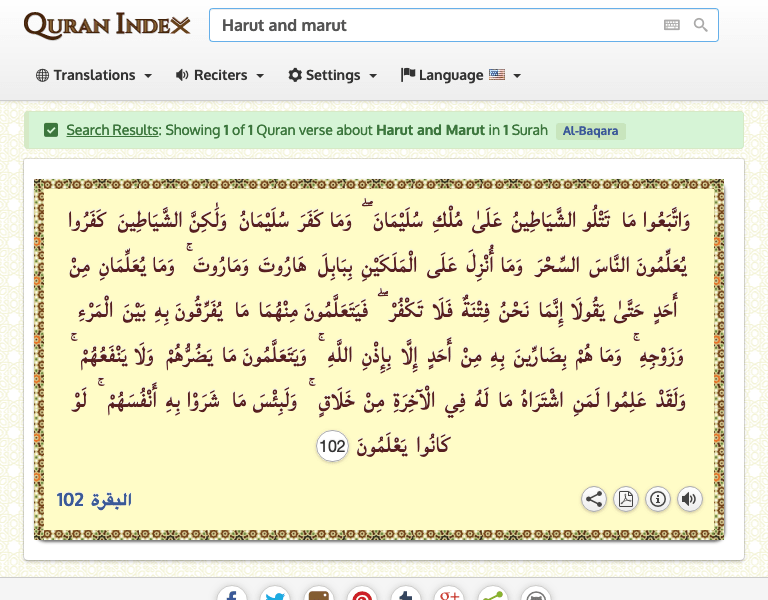 QURAN INDEX
Harut and marut
Translations
Reciters
Settings
Language
Search Results: Showing 1 of 1 Quran verse about Harut and Marut in 1 Surah Al-Baqara
وَاتَّبَعُوا مَا تَتْلُو الشَّيَاطِينُ عَلَىٰ مُلْكِ سُلَيْمَانَ ۖ وَمَا كَفَرَ سُلَيْمَانُ وَلَٰكِنَّ الشَّيَاطِينَ كَفَرُوا
يُعَلِّمُونَ النَّاسَ السِّحْرَ وَمَا أُنْزِلَ عَلَى الْمَلَكَيْنِ بِبَابِلَ هَارُوتَ وَمَارُوتَ ۚ وَمَا يُعَلِّمَانِ مِنْ
أَحَدٍ حَتَّىٰ يَقُولَا إِنَّمَا نَحْنُ فِتْنَةٌ فَلَا تَكْفُرْ ۖ فَيَتَعَلَّمُونَ مِنْهُمَا مَا يُفَرِّقُونَ بِهِ بَيْنَ الْمَرْءِ
وَزَوْجِهِ ۚ وَمَا هُمْ بِضَارِّينَ بِهِ مِنْ أَحَدٍ إِلَّا بِإِذْنِ اللَّهِ ۚ وَيَتَعَلَّمُونَ مَا يَضُرُّهُمْ وَلَا يَنْفَعُهُمْ ۚ
وَلَقَدْ عَلِمُوا لَمَنِ اشْتَرَاهُ مَا لَهُ فِي الْآخِرَةِ مِنْ خَلَاقٍ ۚ وَلَبِئْسَ مَا شَرَوْا بِهِ أَنْفُسَهُمْ ۚ لَوْ
كَانُوا يَعْلَمُونَ 102
البقرة 102